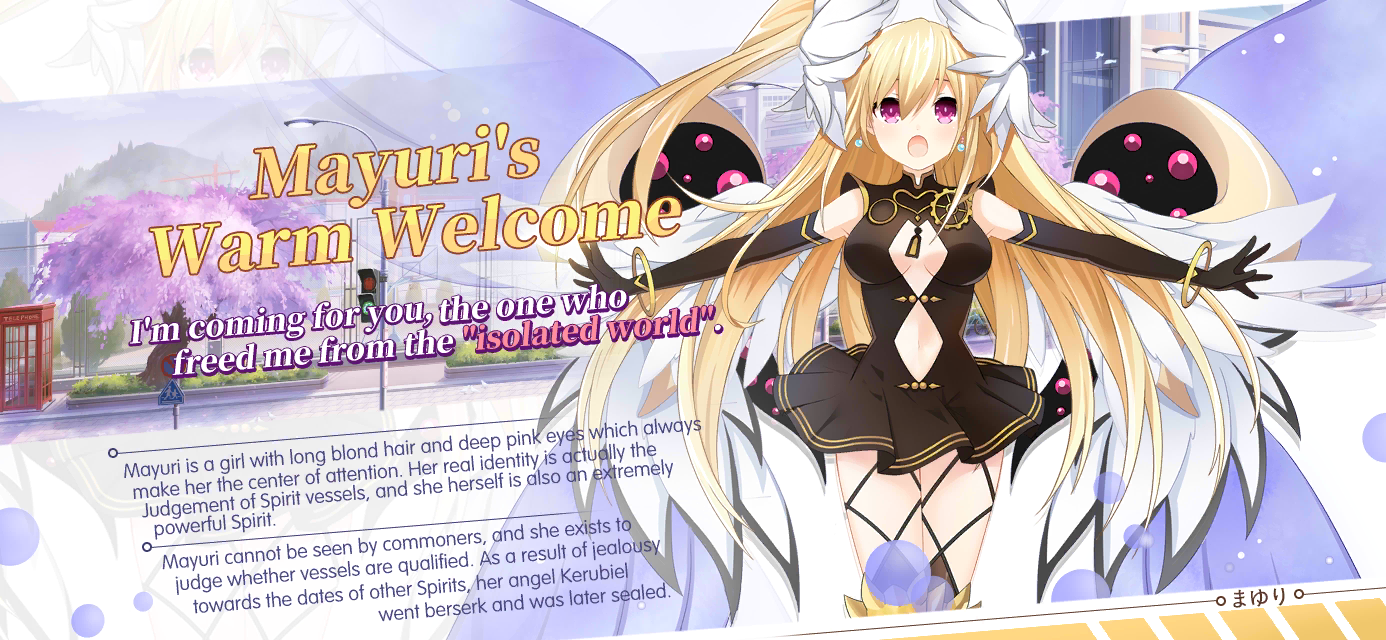 Mayuri's
Warm Welcome
I'm coming for you, the one who
freed me from the "isolated world".
TELEPHONE
Mayuri is a girl with long blond hair and deep pink eyes which always
make her the center of attention. Her real identity is actually the
Judgement of Spirit vessels, and she herself is also an extremely
powerful Spirit.
Mayuri cannot be seen by commoners, and she exists to
judge whether vessels are qualified. As a result of jealousy
towards the dates of other Spirits, her angel Kerubiel
went berserk and was later sealed.
まゆり